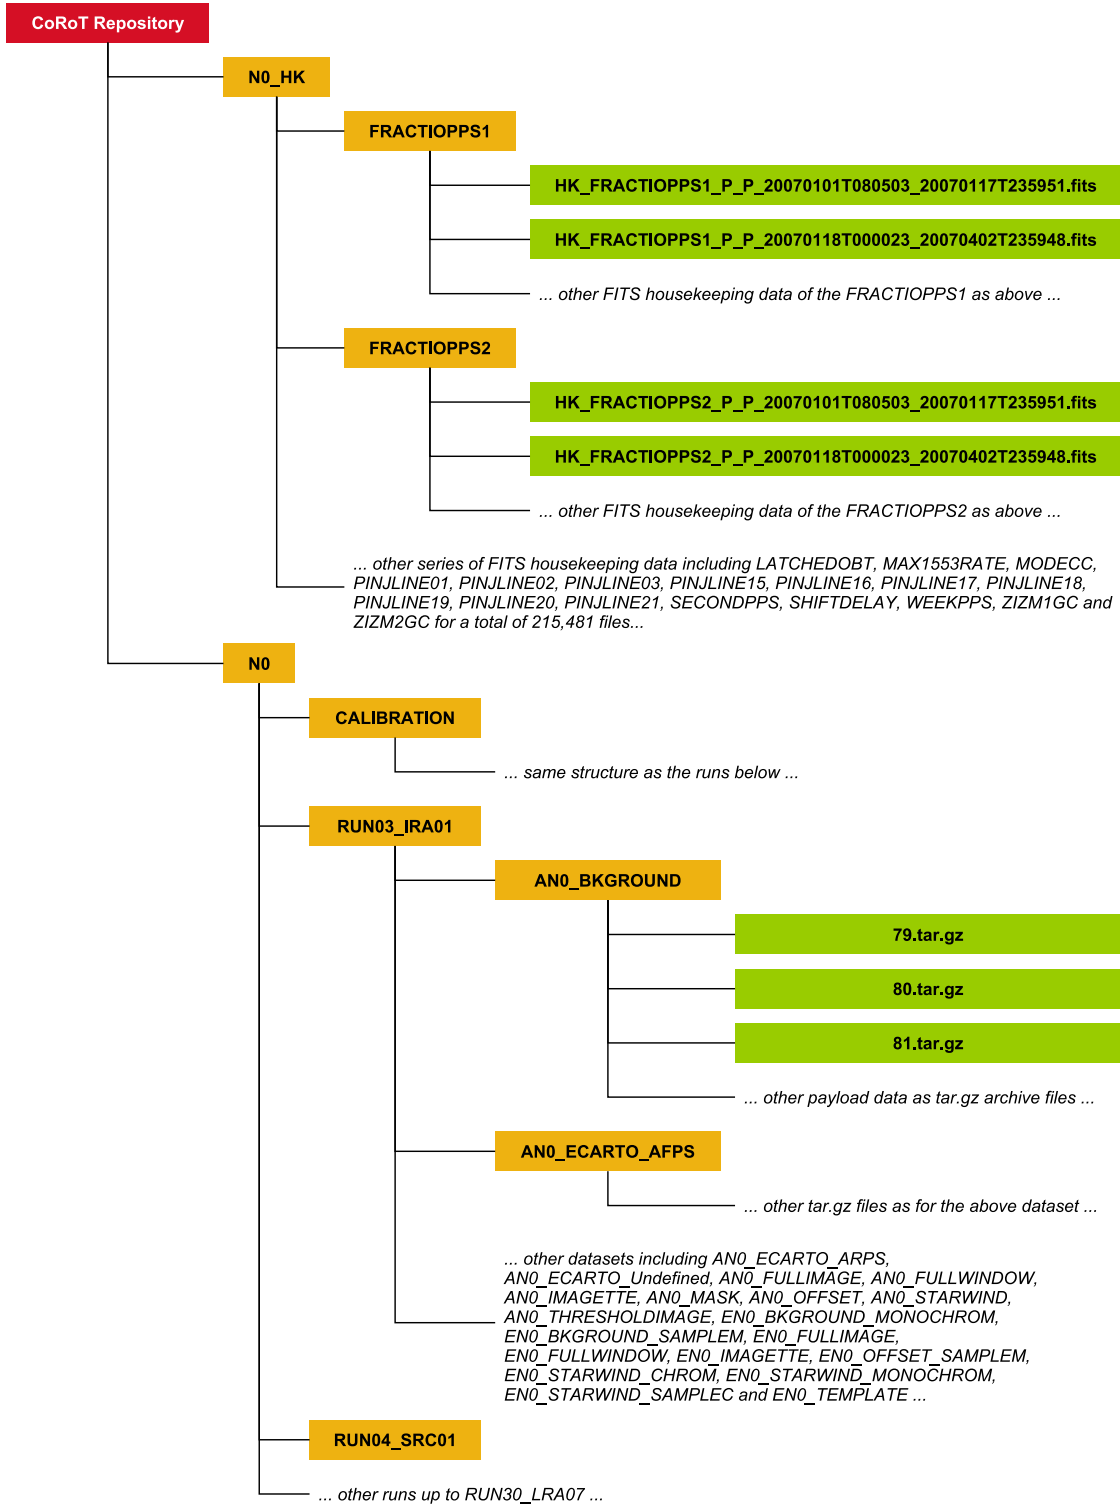 CoRoT Repository
N0_HK
FRACTIOPPS1
HK_FRACTIOPPS1_P_P_20070101T080503_20070117T235951.fits
HK_FRACTIOPPS1_P_P_20070118T000023_20070402T235948.fits
... other FITS housekeeping data of the FRACTIOPPS1 as above ...
FRACTIOPPS2
HK_FRACTIOPPS2_P_P_20070101T080503_20070117T235951.fits
HK_FRACTIOPPS2_P_P_20070118T000023_20070402T235948.fits
... other FITS housekeeping data of the FRACTIOPPS2 as above ...
... other series of FITS housekeeping data including LATCHEDOBT, MAX1553RATE, MODECC,
PINJLINE01, PINJLINE02, PINJLINE03, PINJLINE15, PINJLINE16, PINJLINE17, PINJLINE18,
PINJLINE19, PINJLINE20, PINJLINE21, SECONDPPS, SHIFTDELAY, WEEKPPS, ZIZM1GC and
ZIZM2GC for a total of 215,481 files...
N0
CALIBRATION
... same structure as the runs below ...
RUN03_IRA01
AN0_BKGROUND
79.tar.gz
80.tar.gz
81.tar.gz
... other payload data as tar.gz archive files ...
AN0_ECARTO_AFPS
... other tar.gz files as for the above dataset ...
... other datasets including AN0_ECARTO_ARPS,
AN0_ECARTO_Undefined, AN0_FULLIMAGE, AN0_FULLWINDOW,
AN0_IMAGETTE, AN0_MASK, AN0_OFFSET, AN0_STARWIND,
AN0_THRESHOLDIMAGE, EN0_BKGROUND_MONOCHROM,
EN0_BKGROUND_SAMPLEM, EN0_FULLIMAGE,
EN0_FULLWINDOW, EN0_IMAGETTE, EN0_OFFSET_SAMPLEM,
EN0_STARWIND_CHROM, EN0_STARWIND_MONOCHROM,
EN0_STARWIND_SAMPLEC and EN0_TEMPLATE ...
RUN04_SRC01
... other runs up to RUN30_LRA07 ...